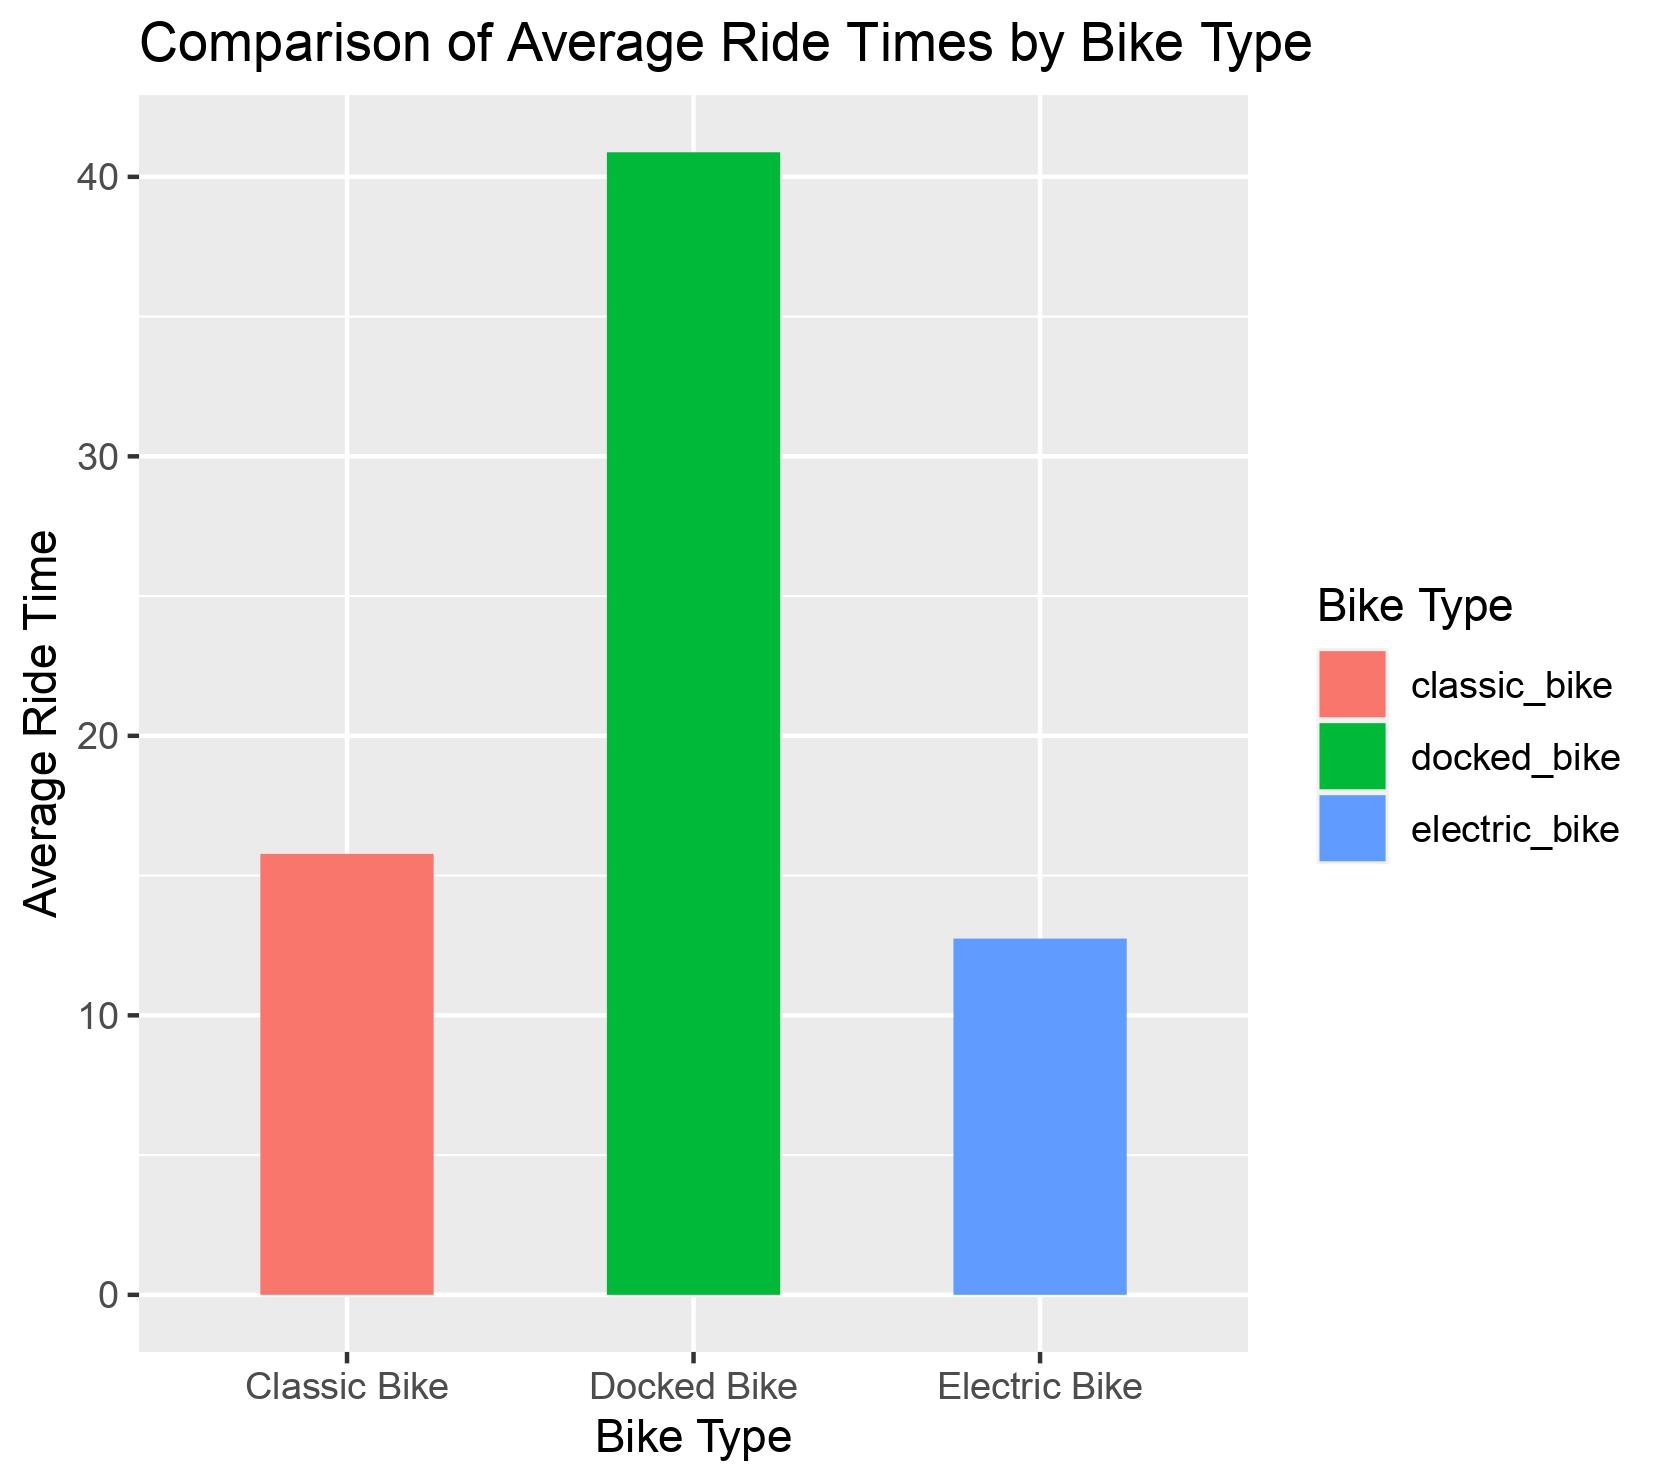 Comparison of Average Ride Times by Bike Type
Average Ride Time
40
30
20
10
0
Classic Bike
Docked Bike
Electric Bike
Bike Type
Bike Type
classic_bike
docked_bike
electric_bike